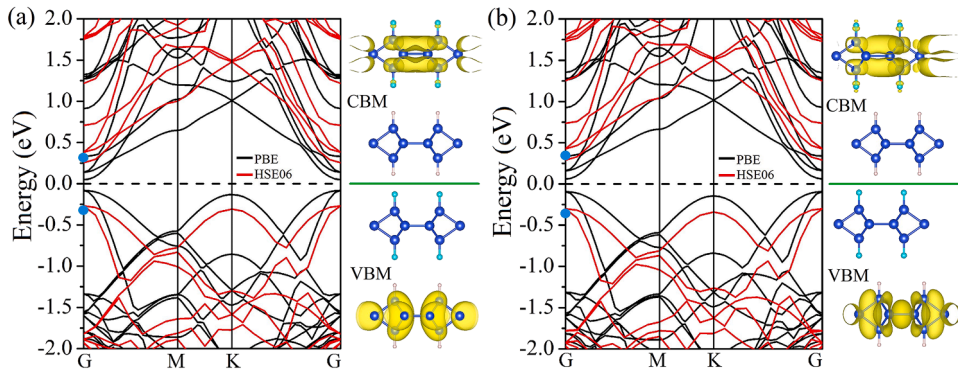 (a)
Energy (eV)
2.0
1.5
1.0
0.5
0.0
-0.5
-1.0
-1.5
-2.0
G
M
K
G
PBE
HSE06
CBM
VBM
(b)
Energy (eV)
2.0
1.5
1.0
0.5
0.0
-0.5
-1.0
-1.5
-2.0
G
M
K
G
PBE
HSE06
CBM
VBM